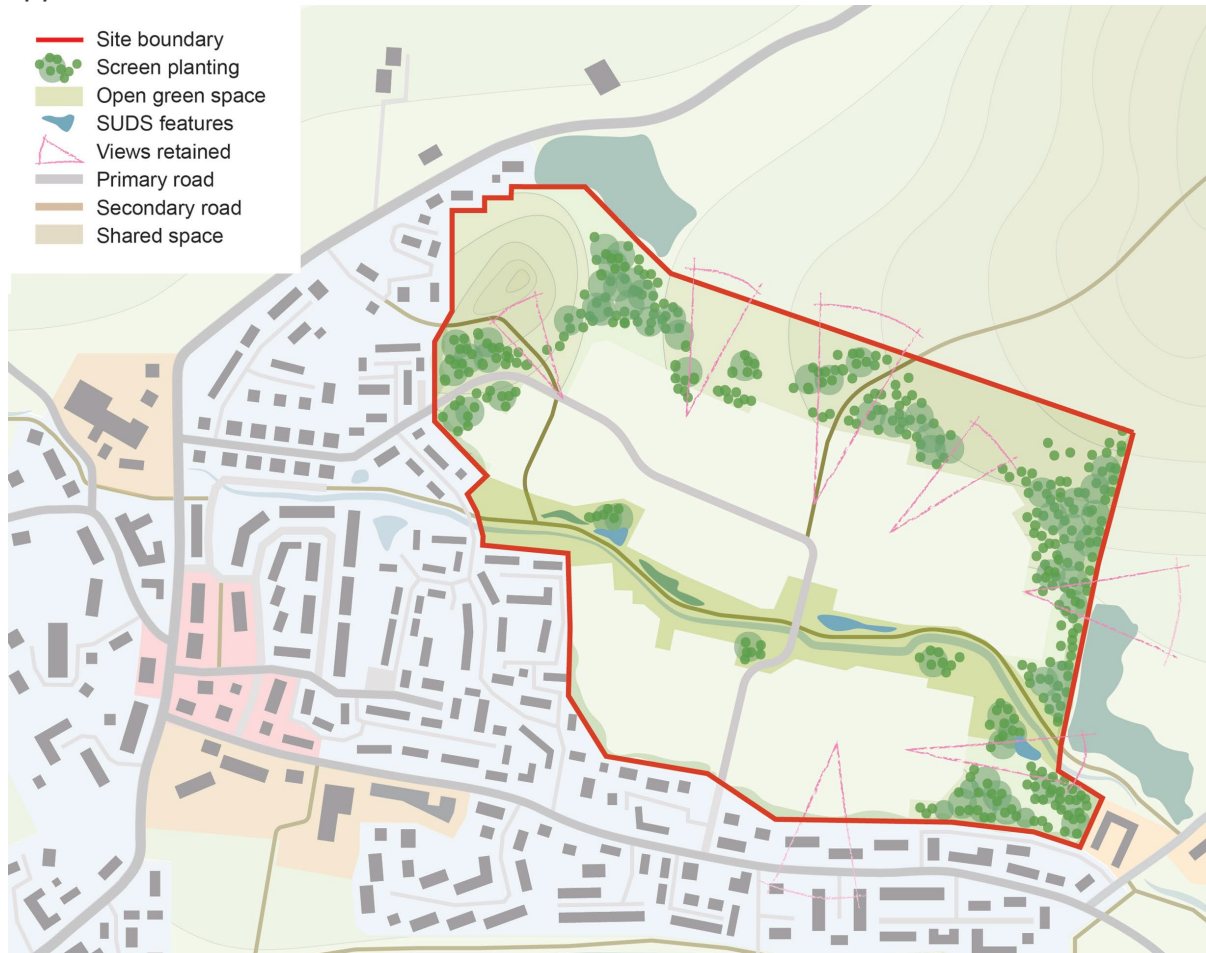 Site boundary
Screen planting
Open green space
SUDS features
Views retained
Primary road
Secondary road
Shared space